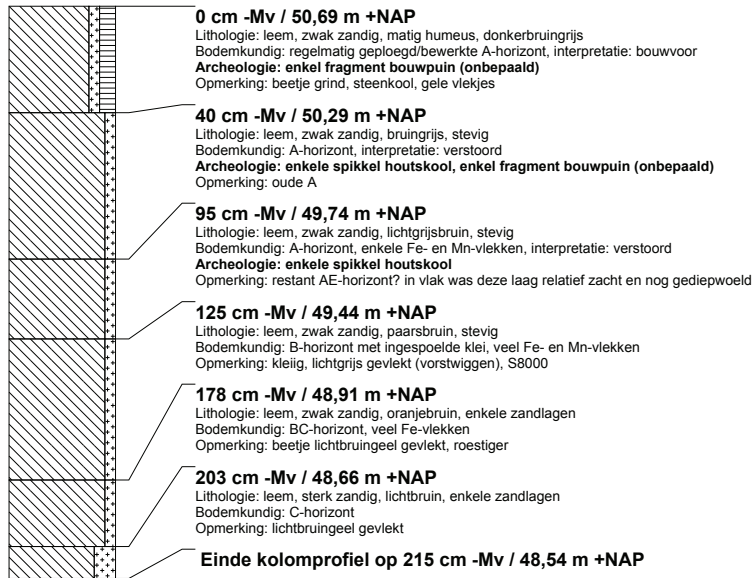 0 cm -Mv / 50,69 m +NAP
Lithologie: leem, zwak zandig, matig humeus, donkerbruingrijs
Bodemkundig: regelmatig geploegd/bewerkte A-horizont, interpretatie: bouwvoor
Archeologie: enkel fragment bouwpuin (onbepaald)
Opmerking: beetje grind, steenkool, gele vlekjes
40 cm -Mv / 50,29 m +NAP
Lithologie: leem, zwak zandig, bruingrijs, stevig
Bodemkundig: A-horizont, interpretatie: verstoord
Archeologie: enkele spikkel houtskool, enkel fragment bouwpuin (onbepaald)
Opmerking: oude A
95 cm -Mv / 49,74 m +NAP
Lithologie: leem, zwak zandig, lichtgrijsbruin, stevig
Bodemkundig: A-horizont, enkele Fe- en Mn-vlekken, interpretatie: verstoord
Archeologie: enkele spikkel houtskool
Opmerking: restant AE-horizont? in vlak was deze laag relatief zacht en nog gediepwoeld
125 cm -Mv / 49,44 m +NAP
Lithologie: leem, zwak zandig, paarsbruin, stevig
Bodemkundig: B-horizont met ingespoelde klei, veel Fe- en Mn-vlekken
Opmerking: kleiig, lichtgrijs gevlekt (vorstwiggen), S8000
178 cm -Mv / 48,91 m +NAP
Lithologie: leem, zwak zandig, oranjebruin, enkele zandlagen
Bodemkundig: BC-horizont, veel Fe-vlekken
Opmerking: beetje lichtbruingeel gevlekt, roestiger
203 cm -Mv / 48,66 m +NAP
Lithologie: leem, sterk zandig, lichtbruin, enkele zandlagen
Bodemkundig: C-horizont
Opmerking: lichtbruingeel gevlekt
Einde kolomprofiel op 215 cm -Mv / 48,54 m +NAP